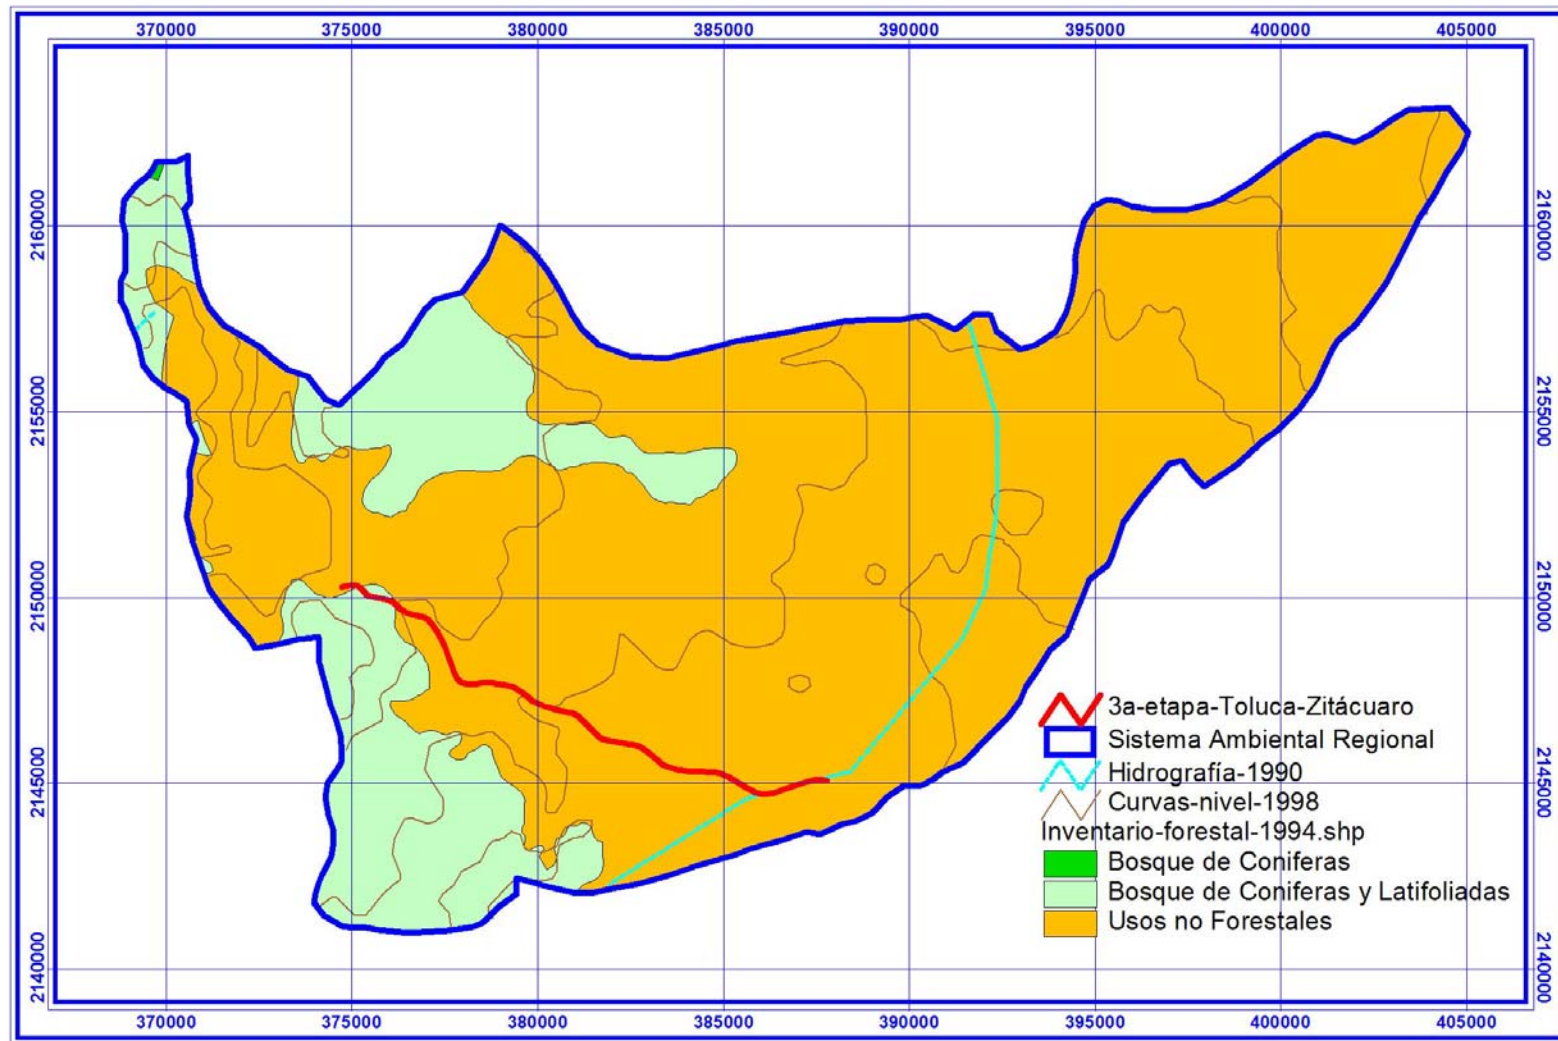 370000 375000 380000 385000 390000 395000 400000 405000
2160000 2160000
2155000 2155000
2150000 2150000
2145000 2145000
2140000 2140000
3a-etapa-Toluca-Zitácuaro
Sistema Ambiental Regional
Hidrografía-1990
Curvas-nivel-1998
Inventario-forestal-1994.shp
Bosque de Coniferas
Bosque de Coniferas y Latifoliadas
Usos no Forestales
370000 375000 380000 385000 390000 395000 400000 405000